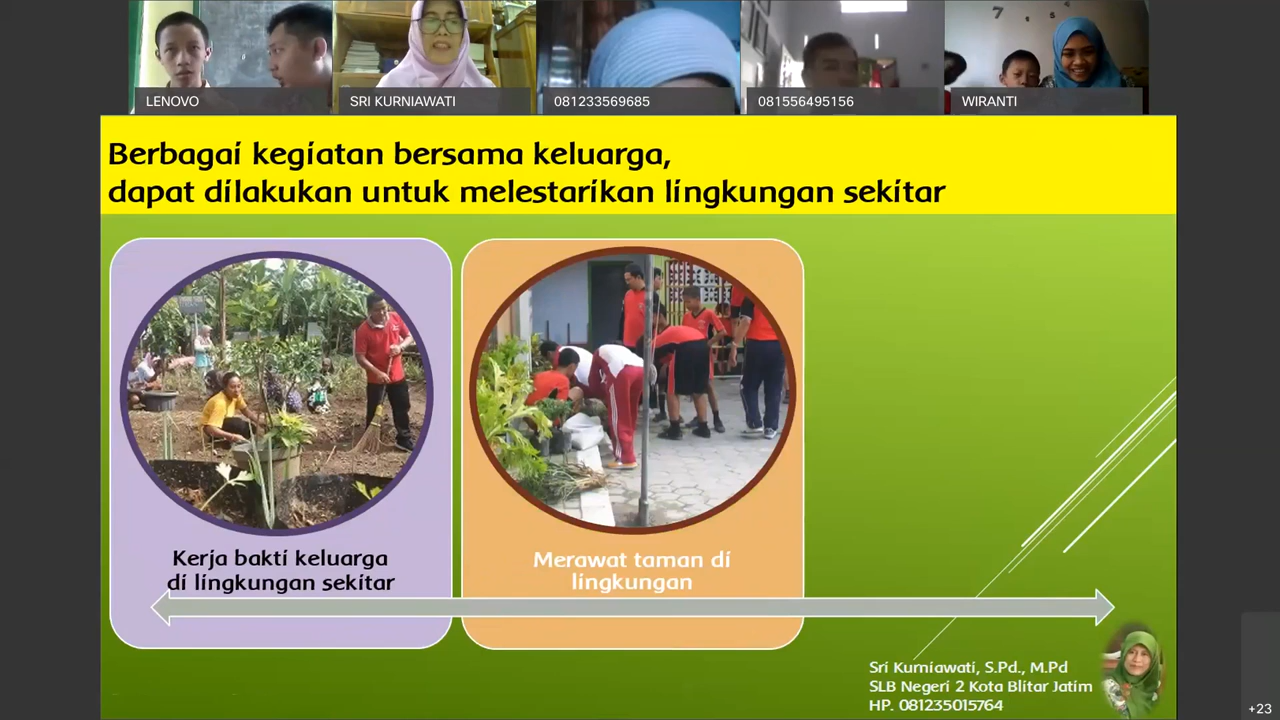 LENOVO
SRI KURNIAWATI
081233569685
081556495156
WIRANTI
Berbagai kegiatan bersama keluarga,
dapat dilakukan untuk melestarikan lingkungan sekitar
Kerja bakti keluarga
di lingkungan sekitar
Merawat taman di
lingkungan
Sri Kurniawati, S.Pd., M.Pd
SLB Negeri 2 Kota Blitar Jatim
HP. 081235015764
+23